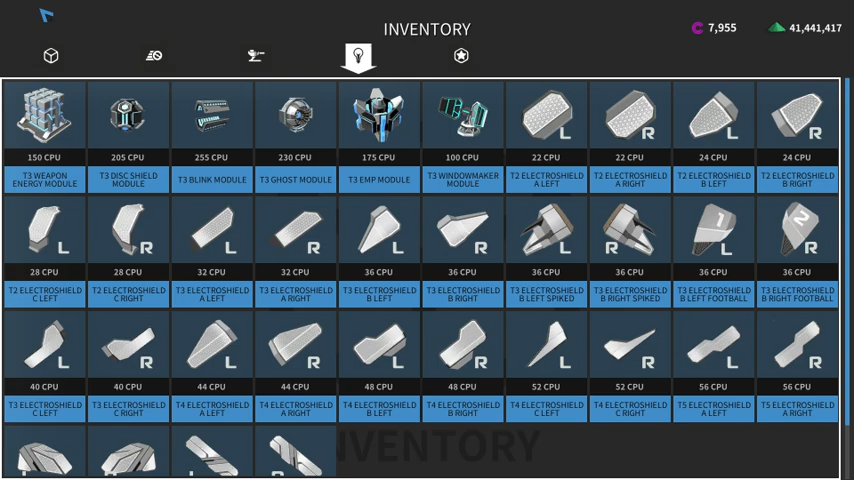 INVENTORY
7,955
41,441,417
150 CPU
205 CPU
255 CPU
230 CPU
175 CPU
100 CPU
L
22 CPU
R
22 CPU
L
24 CPU
R
24 CPU
T3 WEAPON
ENERGY MODULE
T3 DISC SHIELD
MODULE
T3 BLINK MODULE
T3 GHOST MODULE
T3 EMP MODULE
T3 WINDOWMAKER
MODULE
T2 ELECTROSHIELD
A LEFT
T2 ELECTROSHIELD
A RIGHT
T2 ELECTROSHIELD
B LEFT
T2 ELECTROSHIELD
B RIGHT
L
28 CPU
R
28 CPU
L
32 CPU
R
32 CPU
L
36 CPU
R
36 CPU
L
36 CPU
R
36 CPU
1
L
36 CPU
2
R
36 CPU
T2 ELECTROSHIELD
C LEFT
T2 ELECTROSHIELD
C RIGHT
T3 ELECTROSHIELD
A LEFT
T3 ELECTROSHIELD
A RIGHT
T3 ELECTROSHIELD
B LEFT
T3 ELECTROSHIELD
B RIGHT
T3 ELECTROSHIELD
B LEFT SPIKED
T3 ELECTROSHIELD
B RIGHT SPIKED
T3 ELECTROSHIELD
B LEFT FOOTBALL
T3 ELECTROSHIELD
B RIGHT FOOTBALL
L
40 CPU
R
40 CPU
L
44 CPU
R
44 CPU
L
48 CPU
R
48 CPU
L
52 CPU
R
52 CPU
L
56 CPU
R
56 CPU
T3 ELECTROSHIELD
C LEFT
T3 ELECTROSHIELD
C RIGHT
T4 ELECTROSHIELD
A LEFT
T4 ELECTROSHIELD
A RIGHT
T4 ELECTROSHIELD
B LEFT
T4 ELECTROSHIELD
B RIGHT
T4 ELECTROSHIELD
C LEFT
T4 ELECTROSHIELD
C RIGHT
T5 ELECTROSHIELD
A LEFT
T5 ELECTROSHIELD
A RIGHT
INVENTORY